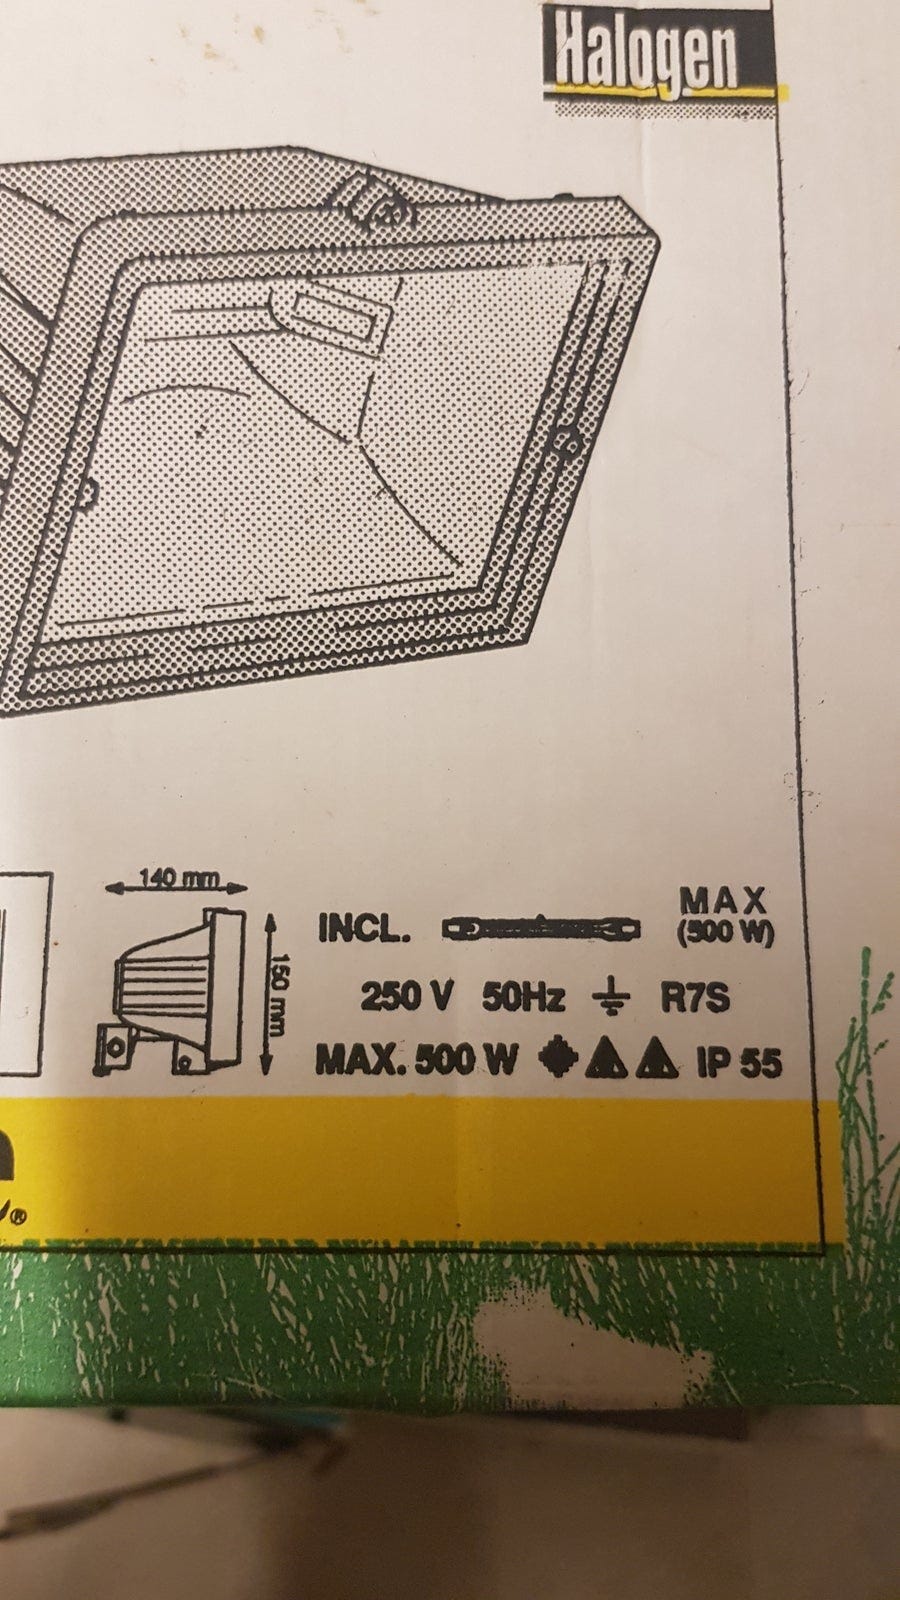 Halogen
140 mm
150 mm
INCL. MAX
(500 W)
250 V 50Hz R7S
MAX. 500 W IP 55
®